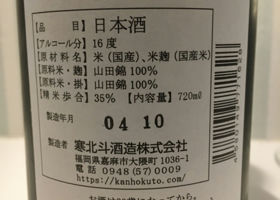 【品目】日本酒
【アルコール分】16度
【原材料名】米(国産)、米麹(国産米)
【原料米・麹】山田錦100%
【原料米・掛】山田錦100%
【精米歩合】35% 【内容量】720ml
製造年月 04 10
製造者 寒北斗酒造株式会社
福岡県嘉麻市大隈町1036-1
電話 0948(57)0009
https://kanhokuto.com/